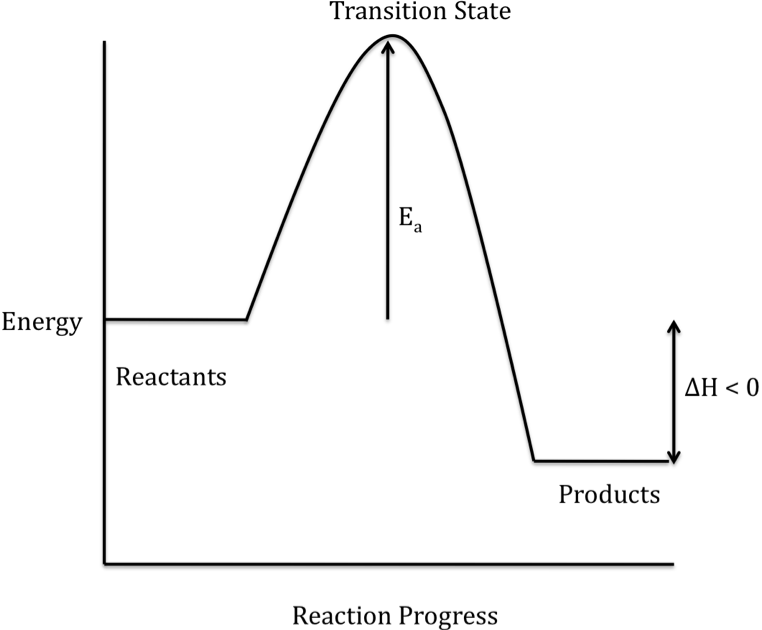 Transition State
Eₐ
Energy
Reactants
ΔH < 0
Products
Reaction Progress